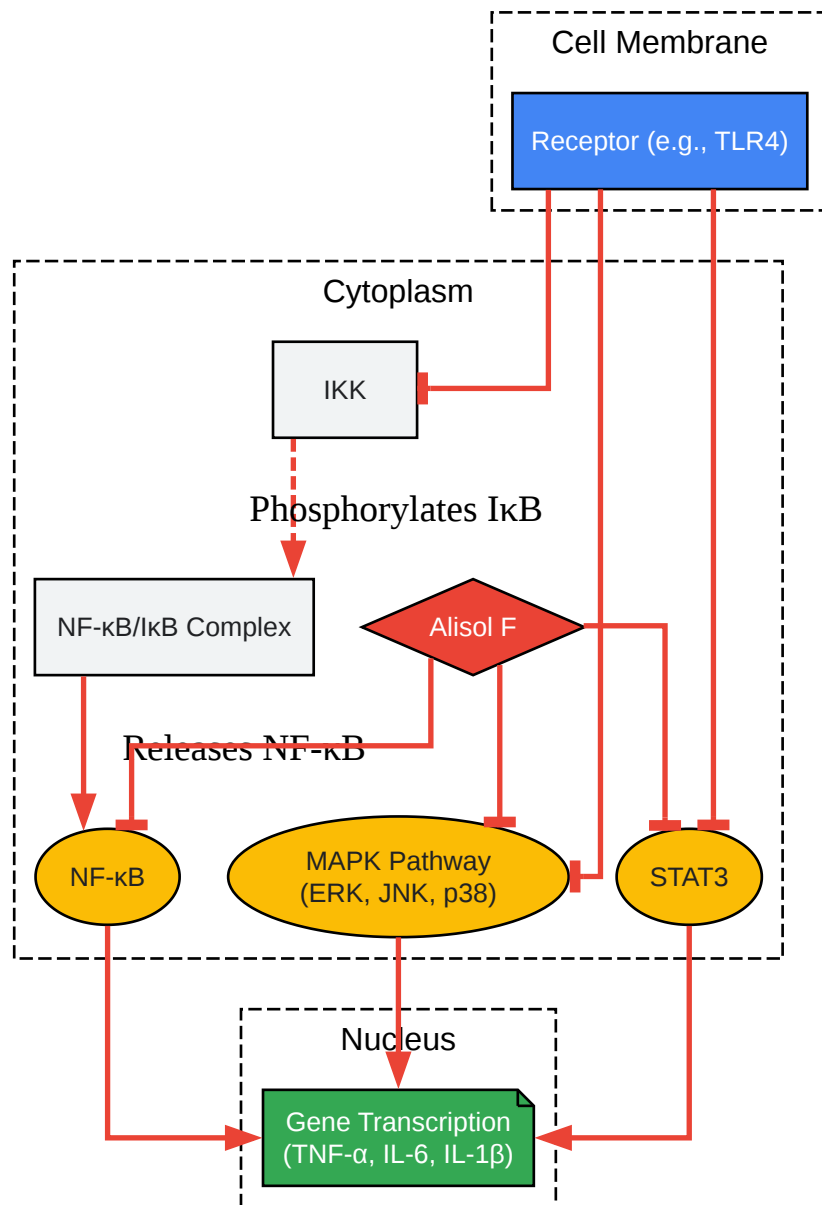 Cell Membrane
Receptor (e.g., TLR4)
Cytoplasm
IKK
Phosphorylates IκB
NF-κB/IκB Complex
Alisol F
Releases NF-κB
NF-κB
MAPK Pathway
(ERK, JNK, p38)
STAT3
Nucleus
Gene Transcription
(TNF-α, IL-6, IL-1β)